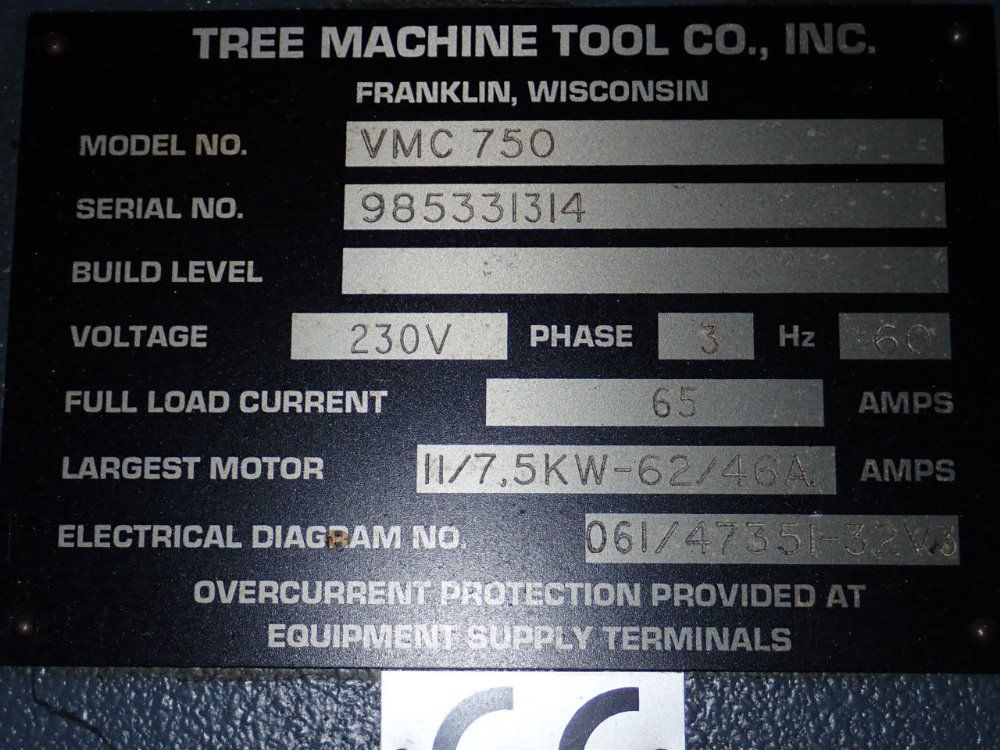 TREE MACHINE TOOL CO., INC.
FRANKLIN, WISCONSIN
MODEL NO. VMC 750
SERIAL NO. 985331314
BUILD LEVEL
VOLTAGE 230V PHASE 3 Hz 60
FULL LOAD CURRENT 65 AMPS
LARGEST MOTOR 11/7,5KW-62/46A. AMPS
ELECTRICAL DIAGRAM NO. 061/47351-32V3
OVERCURRENT PROTECTION PROVIDED AT
EQUIPMENT SUPPLY TERMINALS
CE